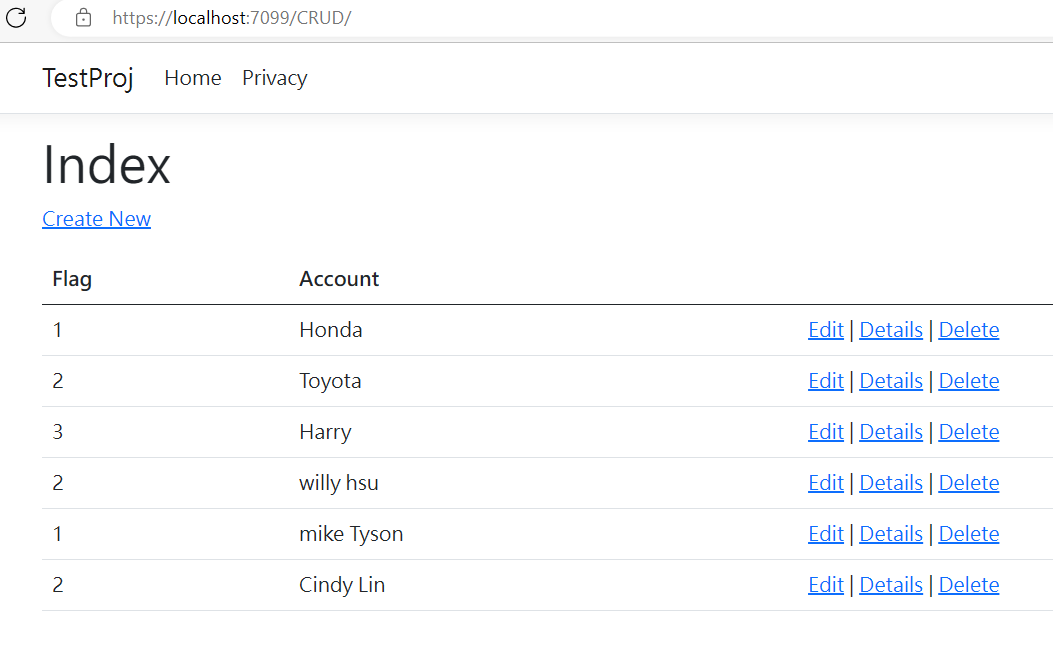 https://localhost:7099/CRUD/
TestProj Home Privacy
Index
Create New
Flag Account
1 Honda Edit | Details | Delete
2 Toyota Edit | Details | Delete
3 Harry Edit | Details | Delete
2 willy hsu Edit | Details | Delete
1 mike Tyson Edit | Details | Delete
2 Cindy Lin Edit | Details | Delete